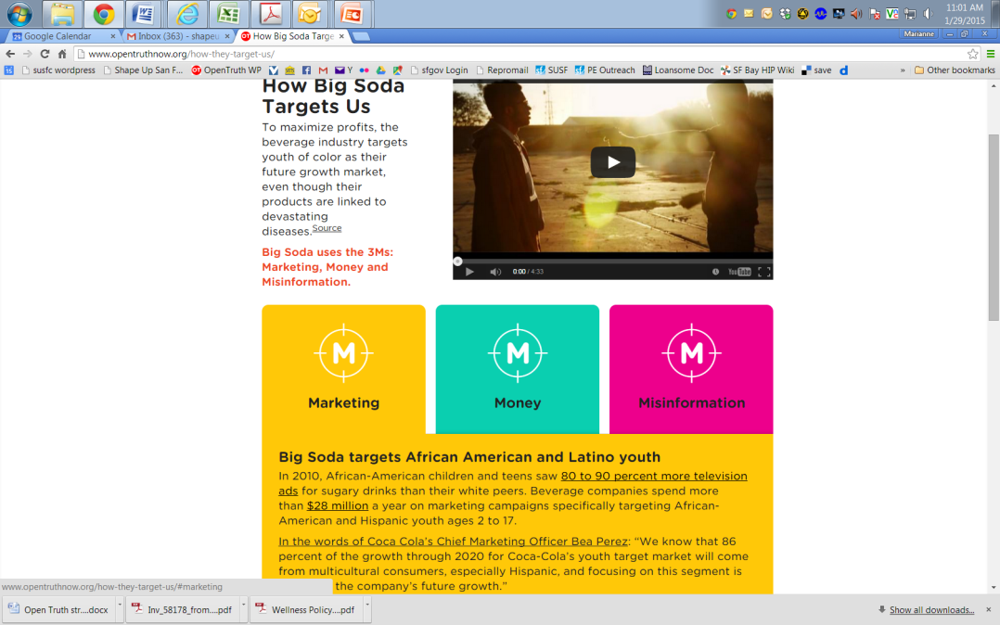 11:01 AM
1/29/2015
Google Calendar
Inbox (363) - shapeu
How Big Soda Targe
Marianne
www.opentruthnow.org/how-they-target-us/
susfc wordpress
Shape Up San F...
OpenTruth WP
sfgov Login
Repromail
SUSF
PE Outreach
Loansome Doc
SF Bay HIP Wiki
save
»
Other bookmarks
How Big Soda
Targets Us
To maximize profits, the
beverage industry targets
youth of color as their
future growth market,
even though their
products are linked to
devastating
diseases.Source
Big Soda uses the 3Ms:
Marketing, Money and
Misinformation.
0:00 / 4:33
YouTube
M
Marketing
M
Money
M
Misinformation
Big Soda targets African American and Latino youth
In 2010, African-American children and teens saw 80 to 90 percent more television
ads for sugary drinks than their white peers. Beverage companies spend more
than $28 million a year on marketing campaigns specifically targeting African-
American and Hispanic youth ages 2 to 17.
In the words of Coca Cola's Chief Marketing Officer Bea Perez: “We know that 86
percent of the growth through 2020 for Coca-Cola's youth target market will come
from multicultural consumers, especially Hispanic, and focusing on this segment is
the company's future growth.”
www.opentruthnow.org/how-they-target-us/#marketing
Open Truth str....docx
Inv_58178_from....pdf
Wellness Policy....pdf
Show all downloads...